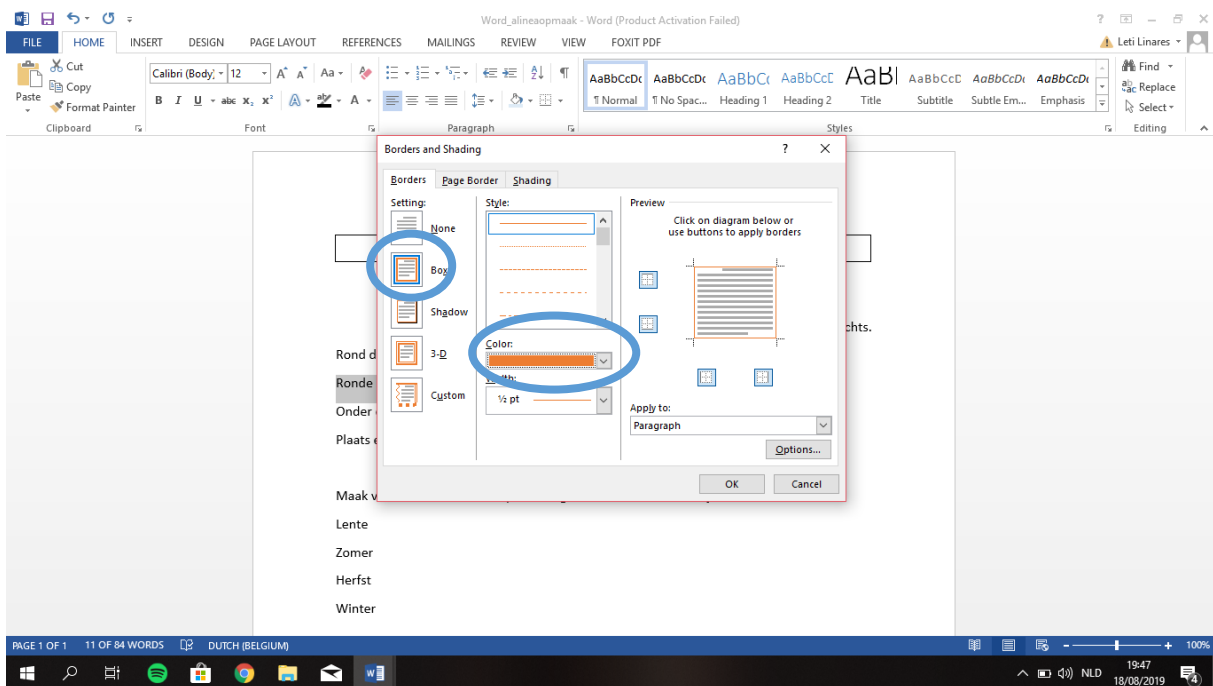 Word_alineaopmaak - Word (Product Activation Failed)
FILE HOME INSERT DESIGN PAGE LAYOUT REFERENCES MAILINGS REVIEW VIEW FOXIT PDF Leti Linares
Paste
Cut
Copy
Format Painter
Clipboard
Calibri (Body) 12
Font
Paragraph
AaBbCcDc AaBbCcDc AaBbCc AaBbCcE AaBl AaBbCcD AaBbCcDc AaBbCcDc
¶ Normal ¶ No Spac... Heading 1 Heading 2 Title Subtitle Subtle Em... Emphasis
Styles
Find
Replace
Select
Editing
Borders and Shading
Borders Page Border Shading
Setting:
None
Box
Shadow
3-D
Custom
Style:
Color:
Width:
½ pt
Preview
Click on diagram below or
use buttons to apply borders
Apply to:
Paragraph
Options...
OK Cancel
chts.
Rond d
Ronde
Onder
Plaats e
Maak v
Lente
Zomer
Herfst
Winter
PAGE 1 OF 1 11 OF 84 WORDS DUTCH (BELGIUM) 100%
NLD
19:47
18/08/2019
4